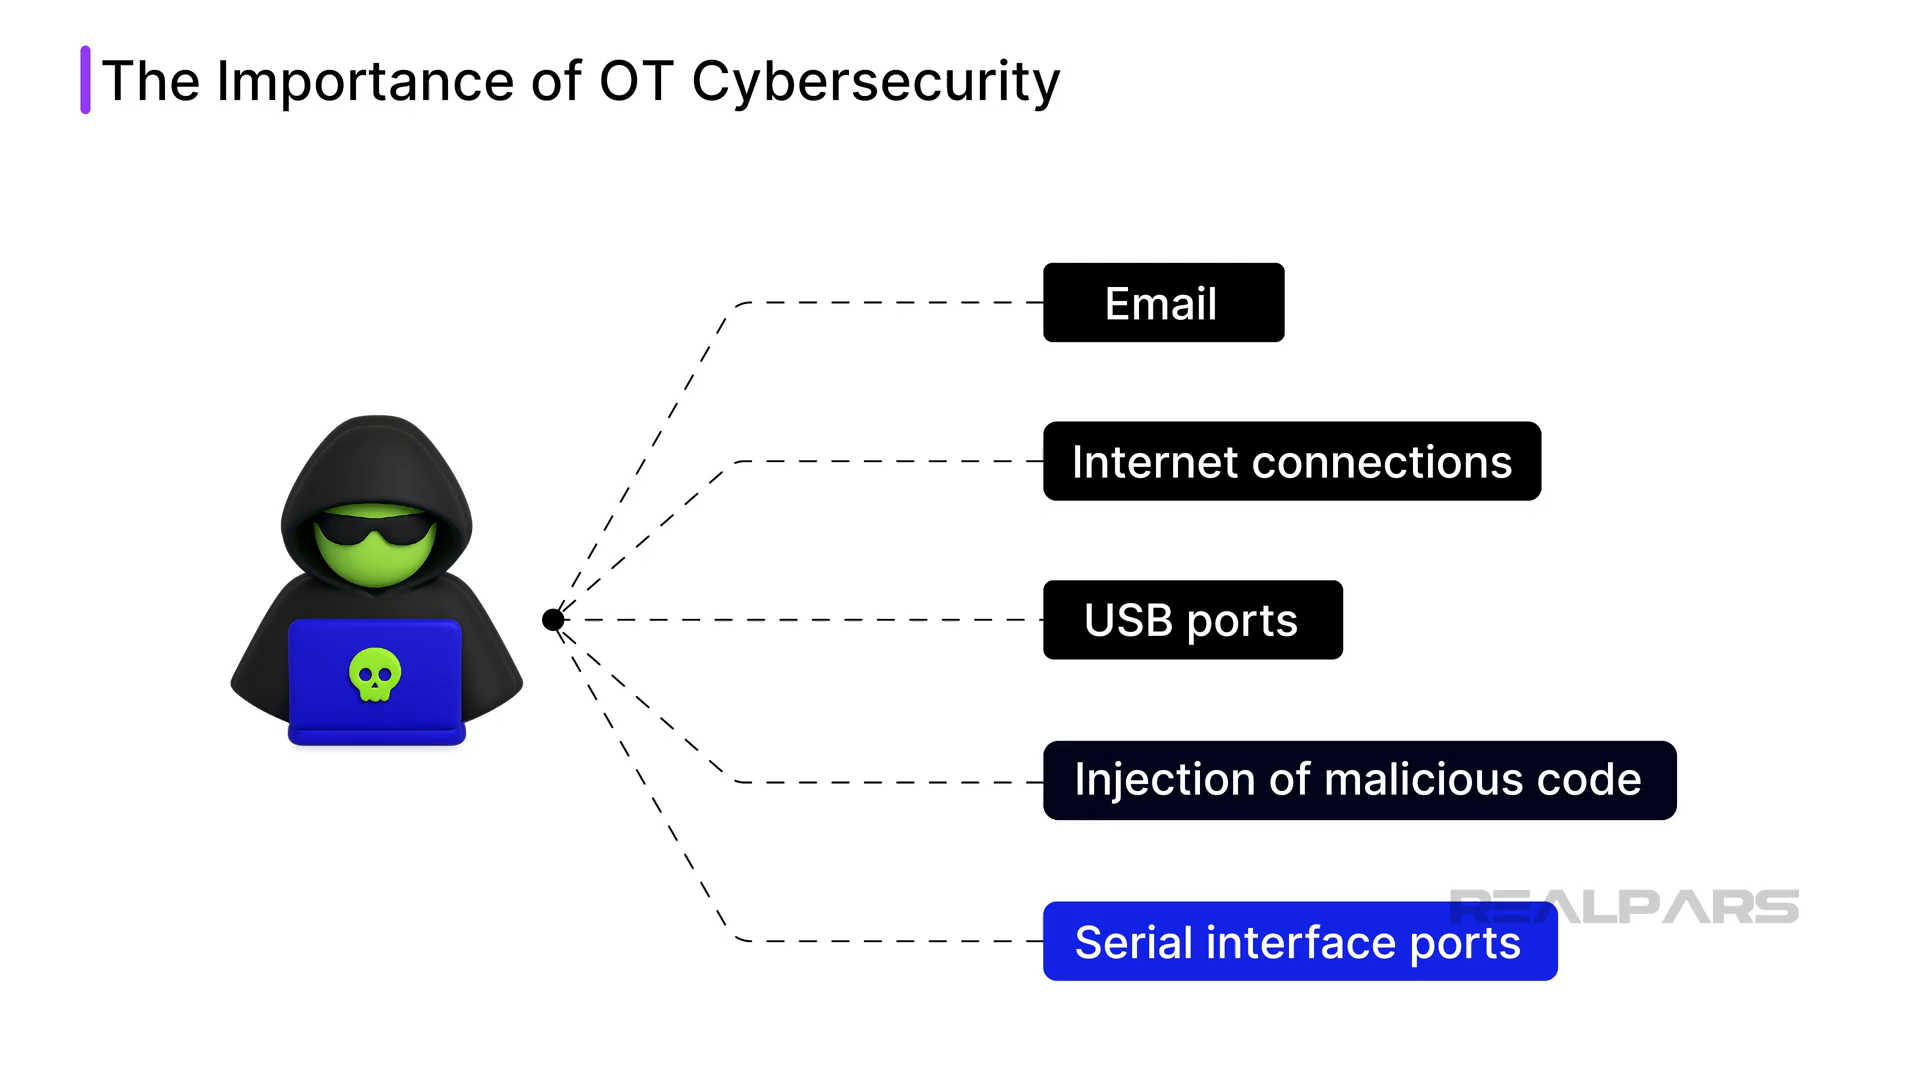 The Importance of OT Cybersecurity
Email
Internet connections
USB ports
Injection of malicious code
REALPARS
Serial interface ports